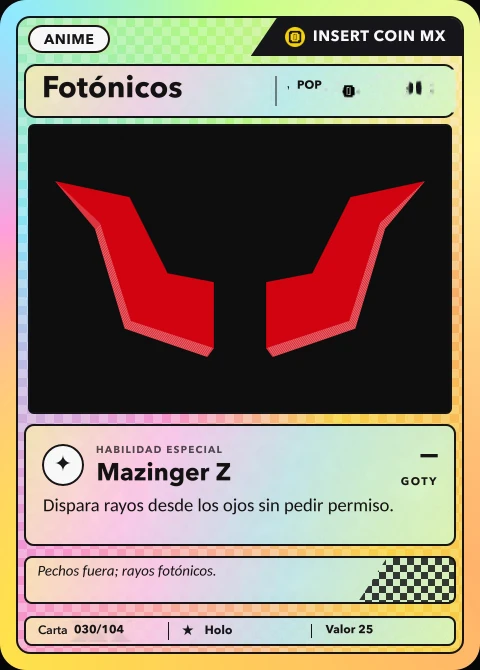 ANIME
INSERT COIN MX
Fotónicos
POP
HABILIDAD ESPECIAL
Mazinger Z
GOTY
Dispara rayos desde los ojos sin pedir permiso.
Pechos fuera; rayos fotónicos.
Carta 030/104 ★ Holo Valor 25